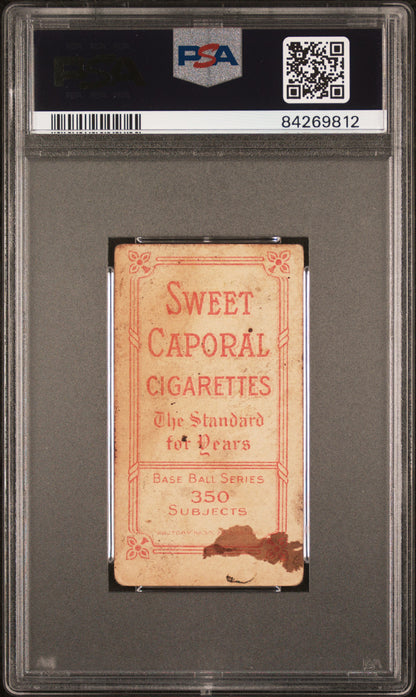 PSA
84269812
SWEET
CAPORAL
CIGARETTES
The Standard
for Years
BASE BALL SERIES
350
SUBJECTS